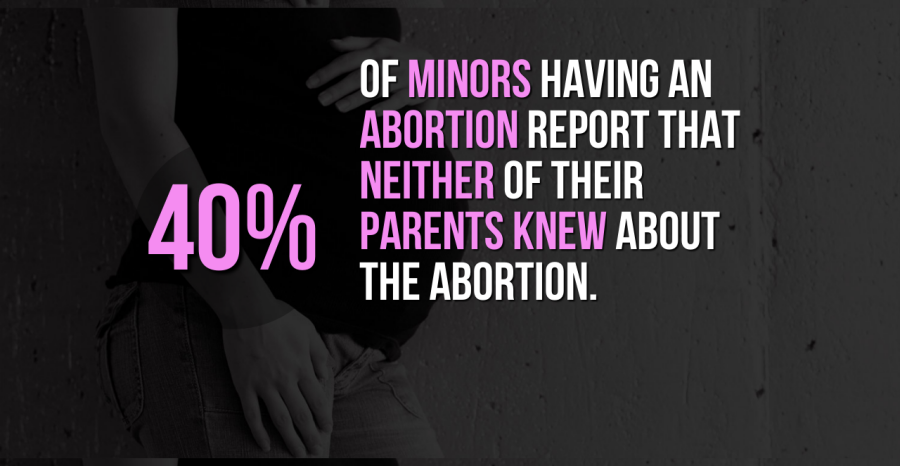 40%
OF MINORS HAVING AN
ABORTION REPORT THAT
NEITHER OF THEIR
PARENTS KNEW ABOUT
THE ABORTION.